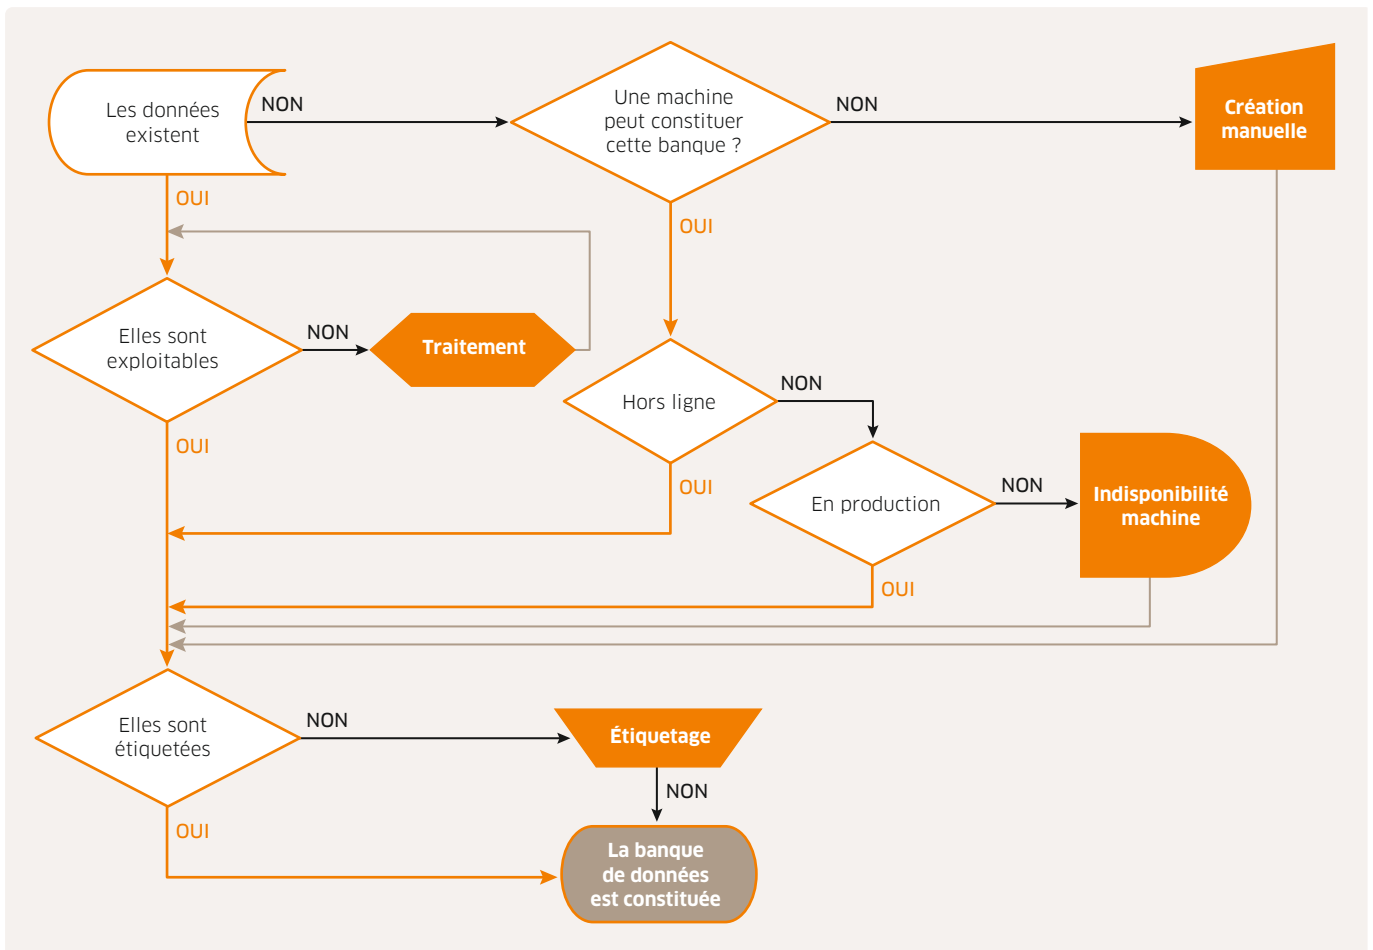 Les données
existent
NON
Une machine
peut constituer
cette banque ?
NON
Création
manuelle
OUI
OUI
Elles sont
exploitables
NON
Traitement
Hors ligne
NON
OUI
OUI
En production
NON
Indisponibilité
machine
OUI
Elles sont
étiquetées
NON
Étiquetage
NON
OUI
La banque
de données
est constituée